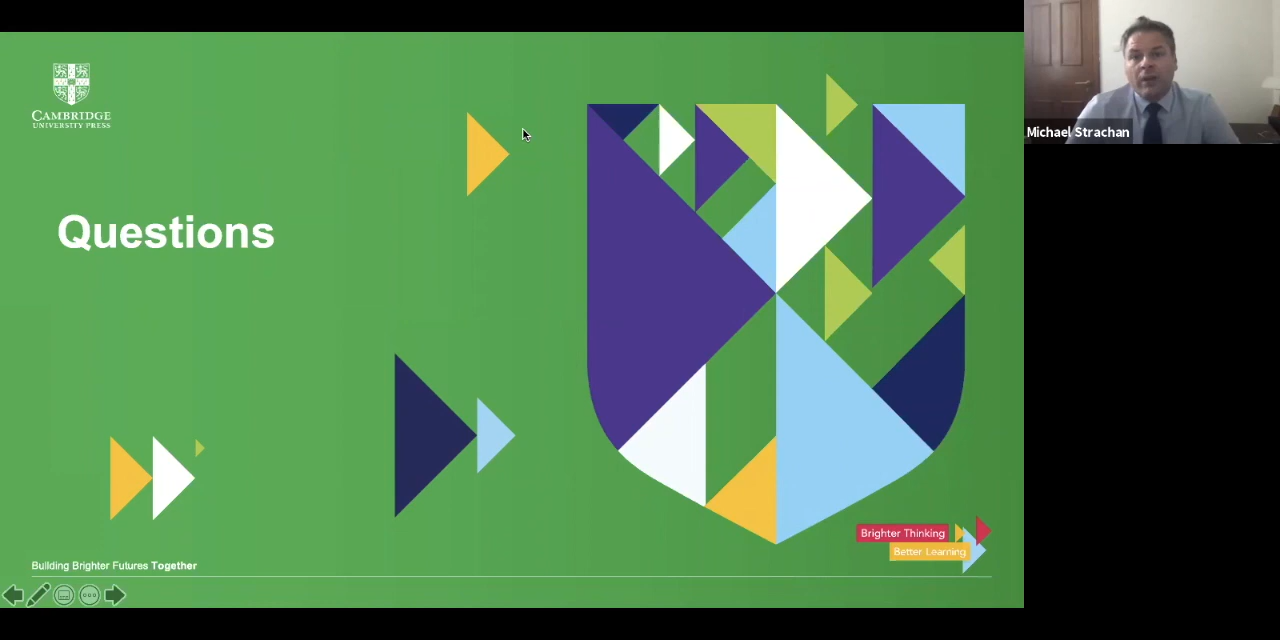 CAMBRIDGE
UNIVERSITY PRESS
Michael Strachan
Questions
Brighter Thinking
Better Learning
Building Brighter Futures Together